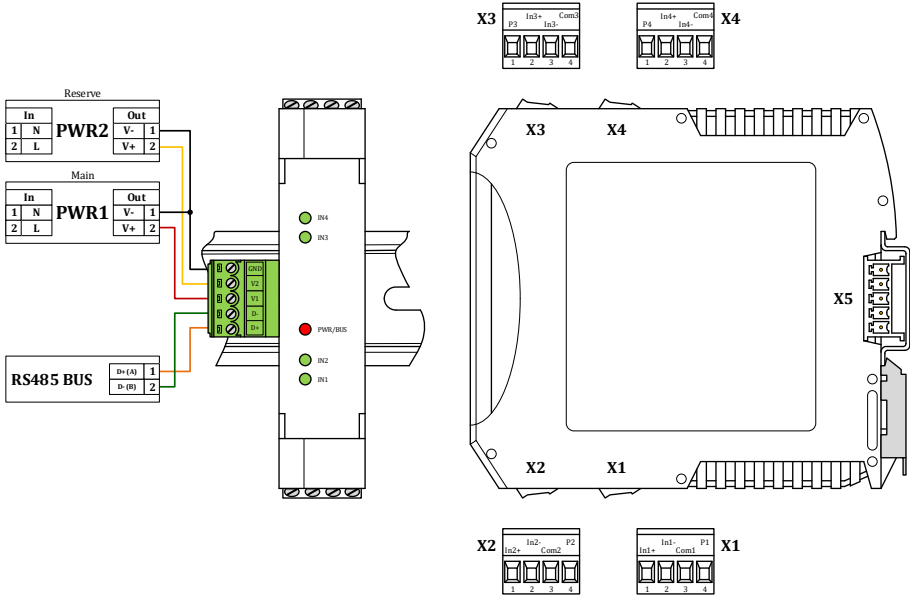 X3
P3 In3+ In3- Com3
1 2 3 4
P4 In4+ In4- Com4
1 2 3 4
X4
Reserve
In
1 N
2 L
PWR2
Out
V- 1
V+ 2
Main
In
1 N
2 L
PWR1
Out
V- 1
V+ 2
RS485 BUS
D+(A) 1
D-(B) 2
GND
V2
V1
D-
D+
IN4
IN3
PWR/BUS
IN2
IN1
X3 X4
X5
X2 X1
X2
In2+ In2- Com2 P2
1 2 3 4
In1+ In1- Com1 P1
1 2 3 4
X1